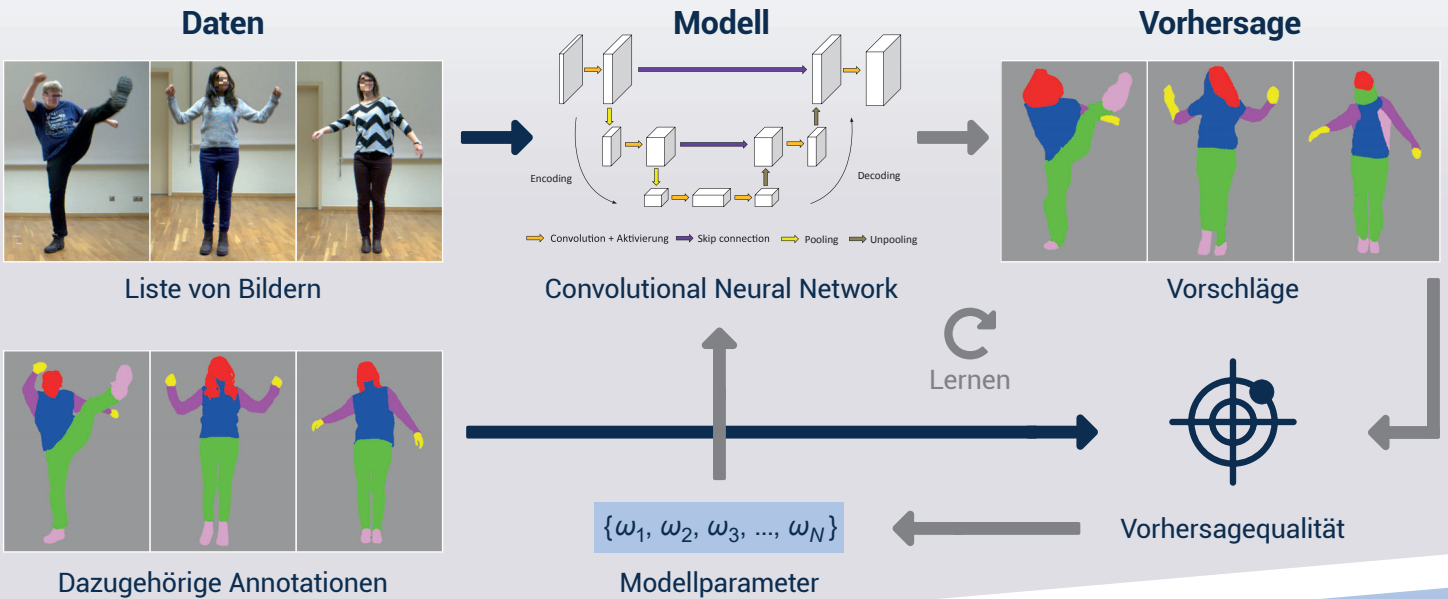 Daten
Modell
Vorhersage
Encoding
Decoding
Convolution + Aktivierung
Skip connection
Pooling
Unpooling
Liste von Bildern
Convolutional Neural Network
Vorschläge
Lernen
{ω1, ω2, ω3, ..., ωN}
Vorhersagequalität
Dazugehörige Annotationen
Modellparameter